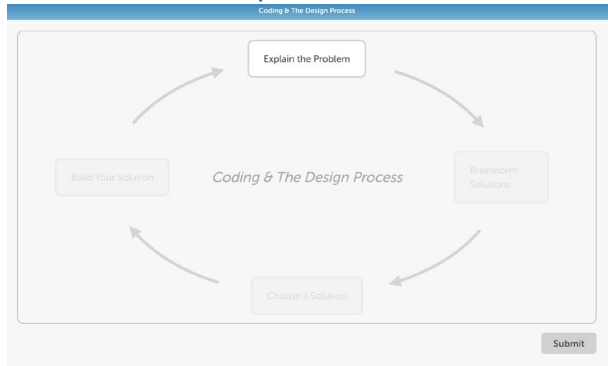 Coding & The Design Process
Explain the Problem
Build Your Solution
Coding & The Design Process
Brainstorm
Solutions
Choose a Solution
Submit